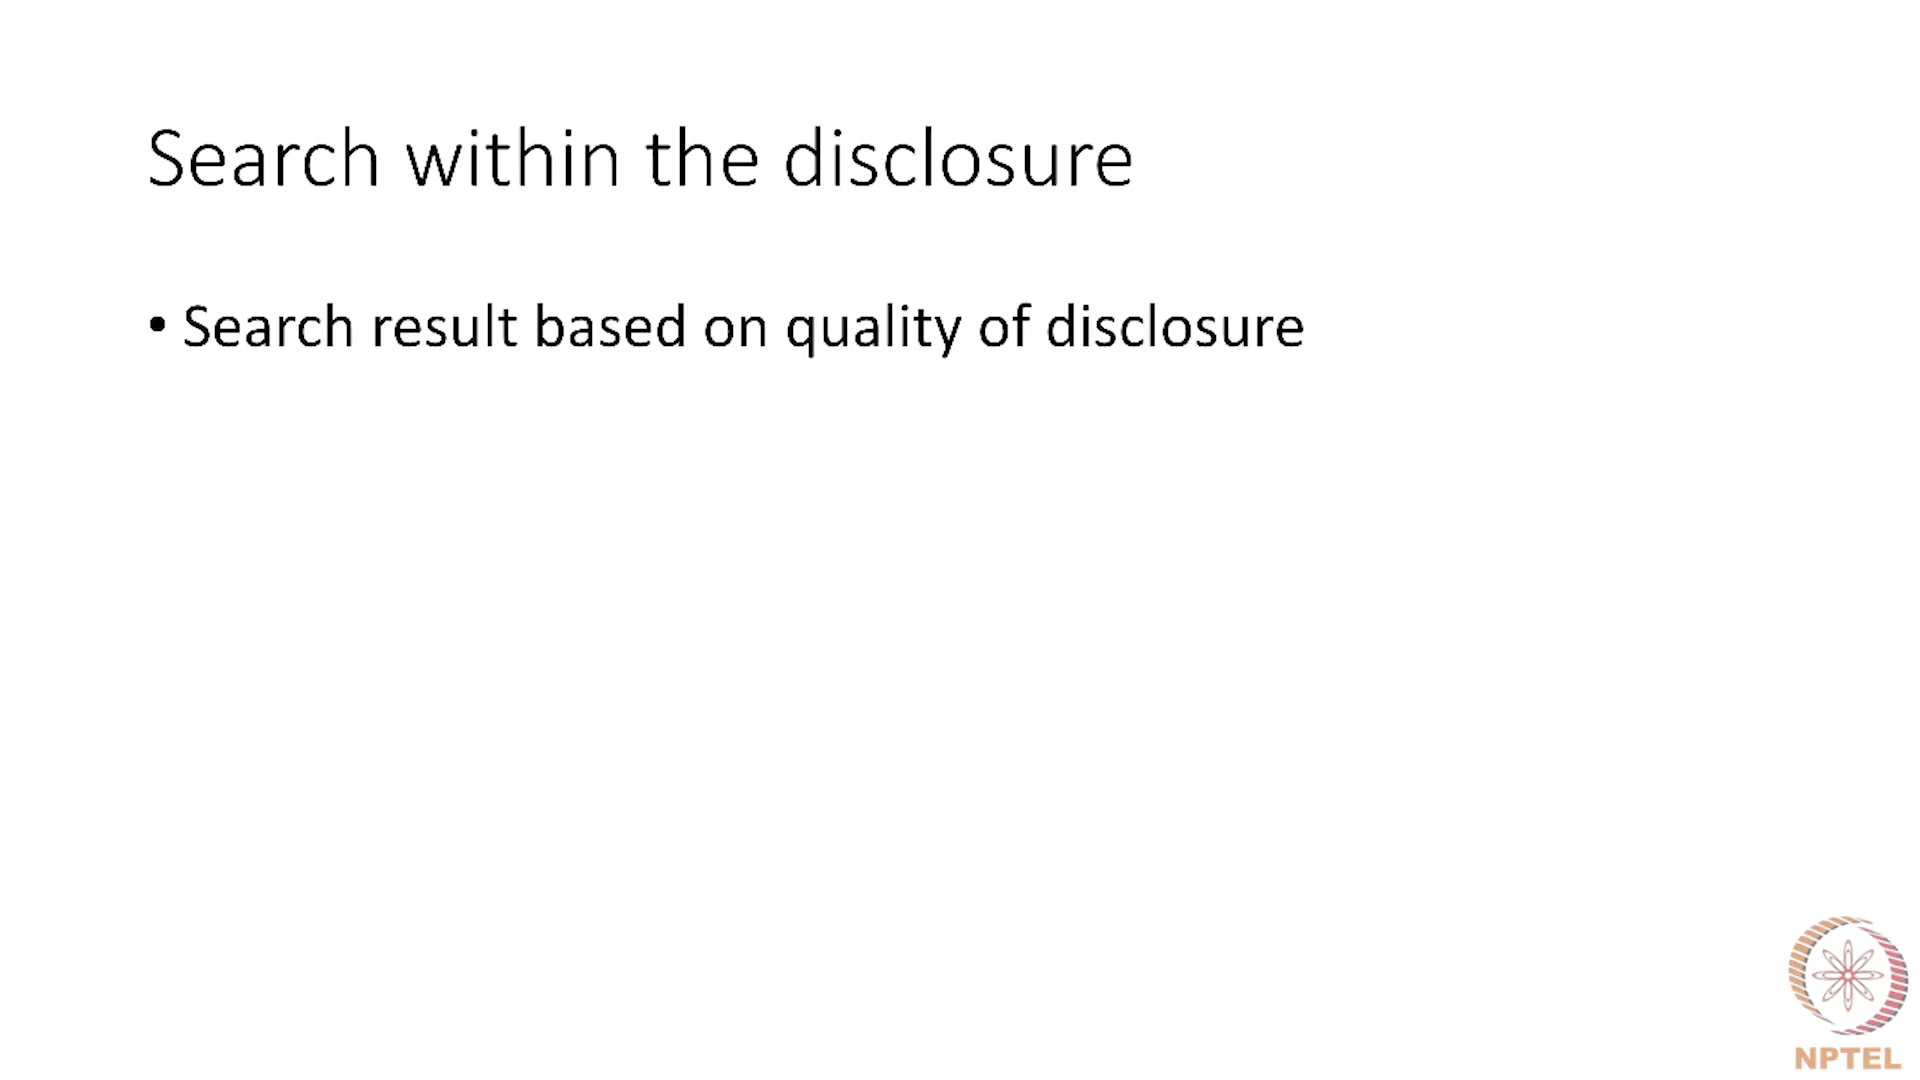 Search within the disclosure
• Search result based on quality of disclosure
NPTEL